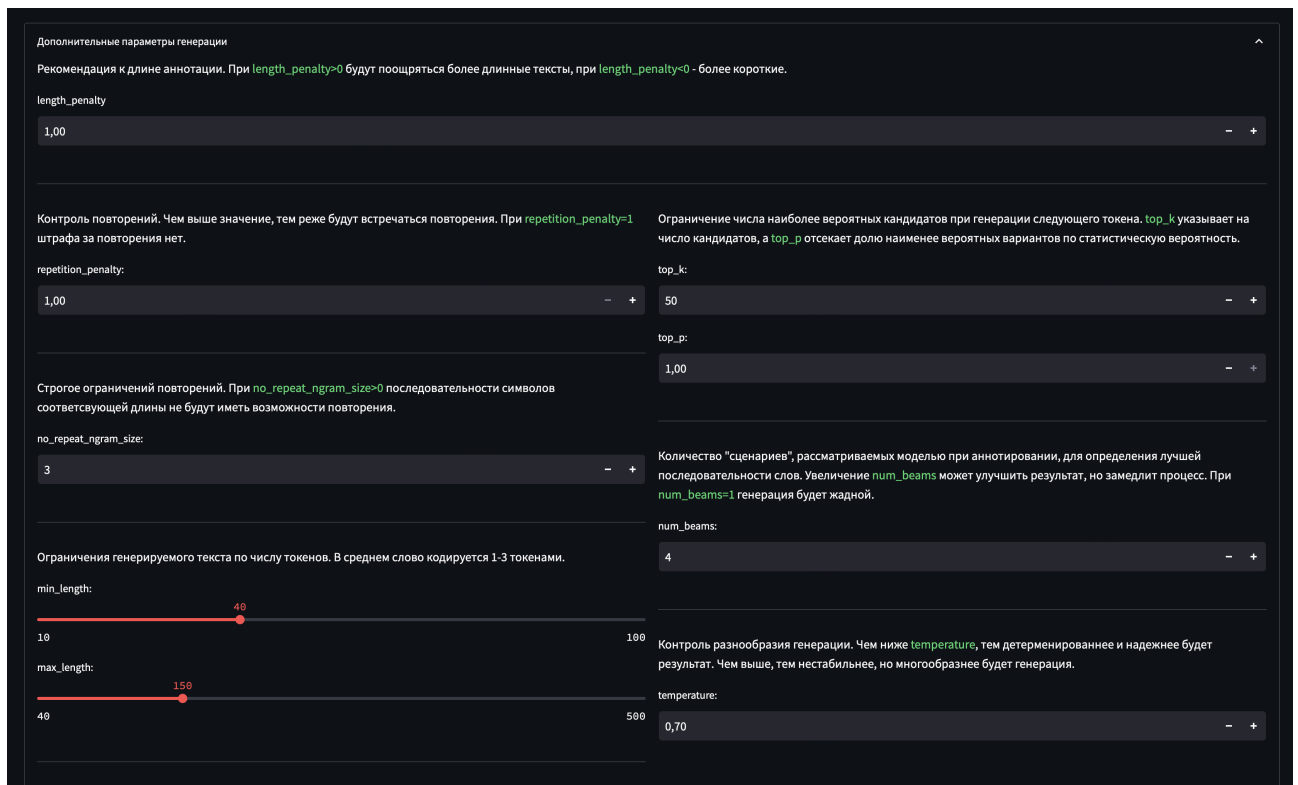 Дополнительные параметры генерации
Рекомендация к длине аннотации. При length_penalty>0 будут поощряться более длинные тексты, при length_penalty<0 - более короткие.
length_penalty
1,00
Контроль повторений. Чем выше значение, тем реже будут встречаться повторения. При repetition_penalty=1
штрафа за повторения нет.
repetition_penalty:
1,00
Строгое ограничений повторений. При no_repeat_ngram_size>0 последовательности символов
соответсвующей длины не будут иметь возможности повторения.
no_repeat_ngram_size:
3
Ограничения генерируемого текста по числу токенов. В среднем слово кодируется 1-3 токенами.
min_length:
40
10 100
max_length:
150
40 500
Ограничение числа наиболее вероятных кандидатов при генерации следующего токена. top_k указывает на
число кандидатов, а top_p отсекает долю наименее вероятных вариантов по статистическую вероятность.
top_k:
50
top_p:
1,00
Количество "сценариев", рассматриваемых моделью при аннотировании, для определения лучшей
последовательности слов. Увеличение num_beams может улучшить результат, но замедлит процесс. При
num_beams=1 генерация будет жадной.
num_beams:
4
Контроль разнообразия генерации. Чем ниже temperature, тем детерменированнее и надежнее будет
результат. Чем выше, тем нестабильнее, но многообразнее будет генерация.
temperature:
0,70